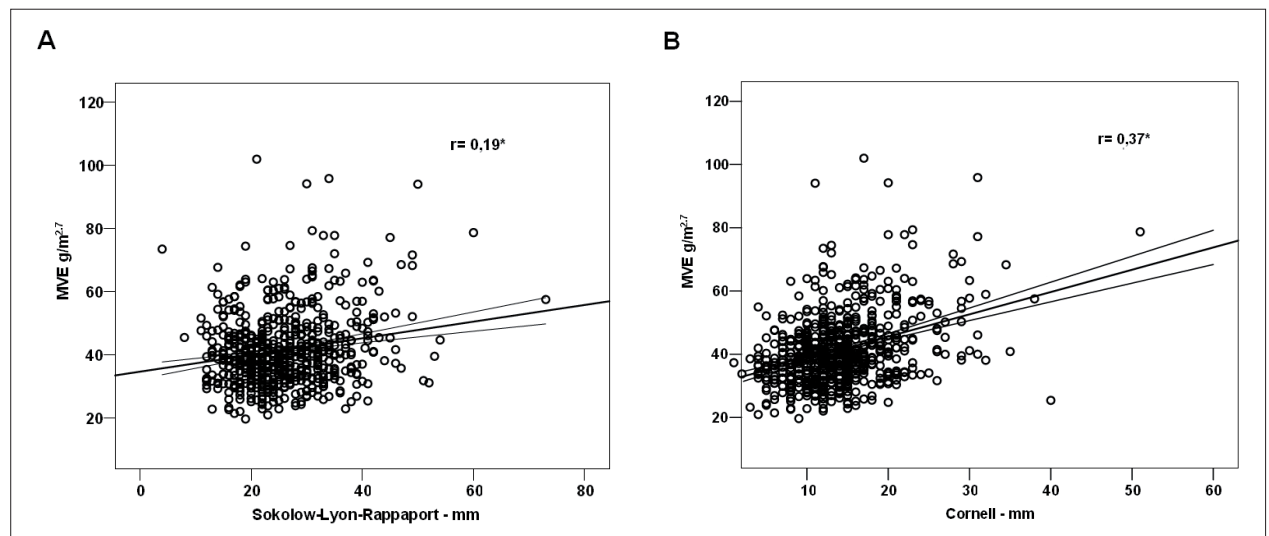 A
r= 0,19*
120
100
80
60
40
20
MVE g/m2.7
0 20 40 60 80
Sokolow-Lyon-Rappaport - mm
B
r= 0,37*
120
100
80
60
40
20
MVE g/m2.7
10 20 30 40 50 60
Cornell - mm